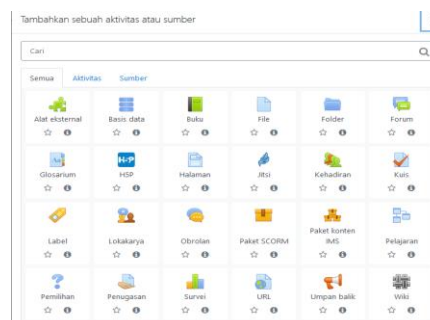 Tambahkan sebuah aktivitas atau sumber
Cari
Semua Aktivitas Sumber
Alat eksternal Basis data Buku File Folder Forum
Glosarium H5P Halaman Jitsi Kehadiran Kuis
Label Lokakarya Obrolan Paket SCORM Paket konten IMS Pelajaran
Pemilihan Penugasan Survei URL Umpan balik Wiki